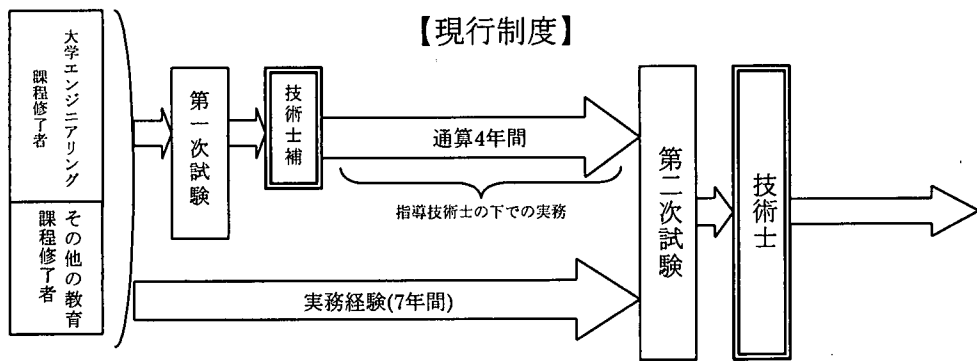 【現行制度】
大学エンジニアリング
課程修了者
その他の教育
課程修了者
第一次試験
技術士補
通算4年間
指導技術士の下での実務
実務経験(7年間)
第二次試験
技術士